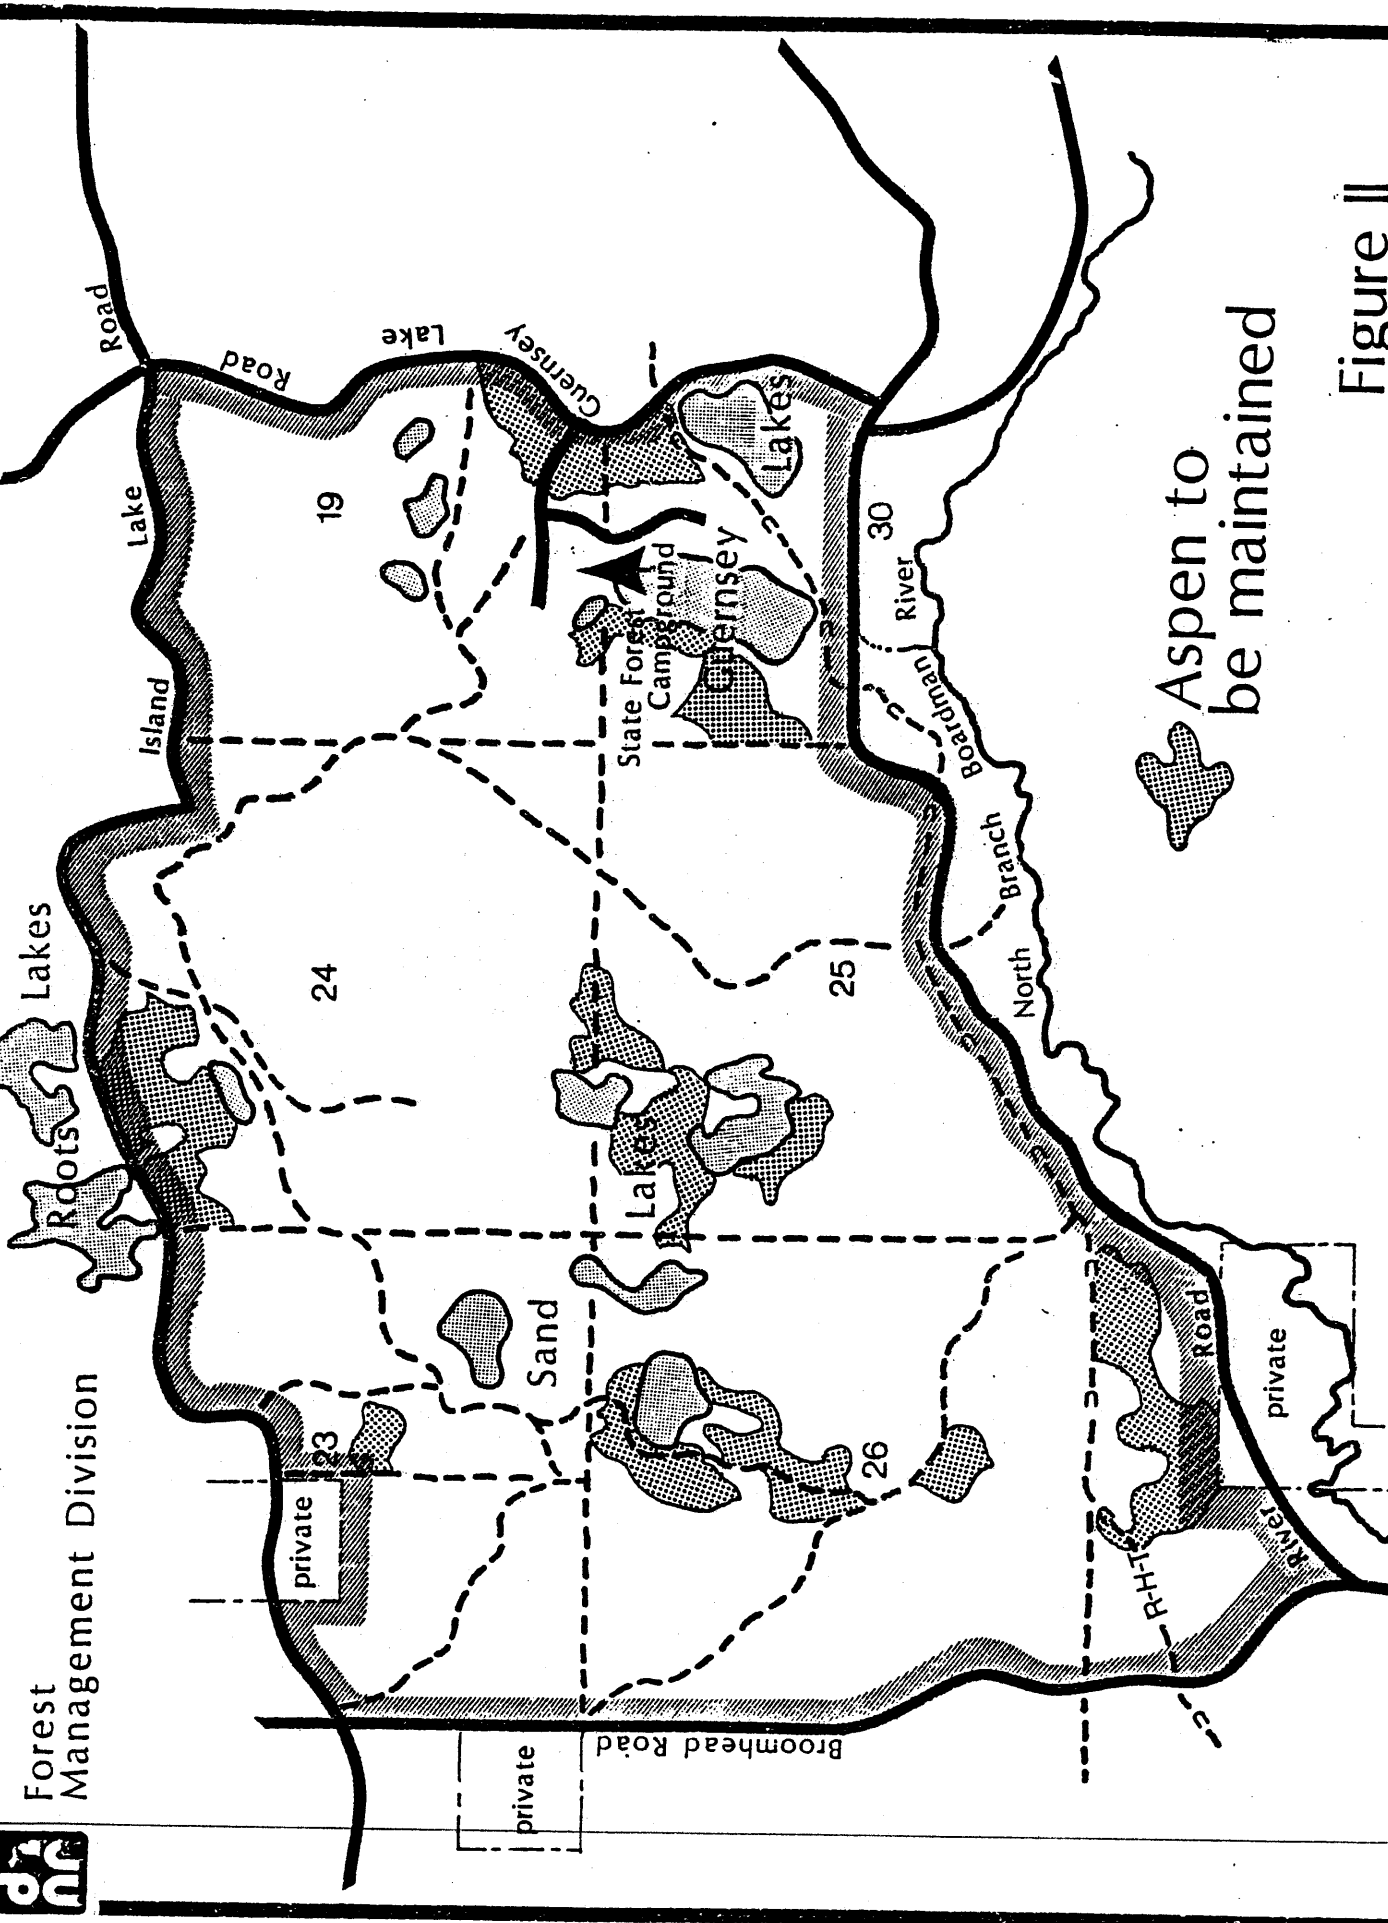 Forest
Management Division
Roots
Lakes
Island
Lake
Road
Road
Lake
Guernsey
19
private
23
24
Sand
Lakes
State Forest
Campground
Guernsey
Lakes
private
Broomhead Road
26
25
30
River
Boardman
Branch
North
R-H-T
River
Road
private
Aspen to
be maintained
Figure II